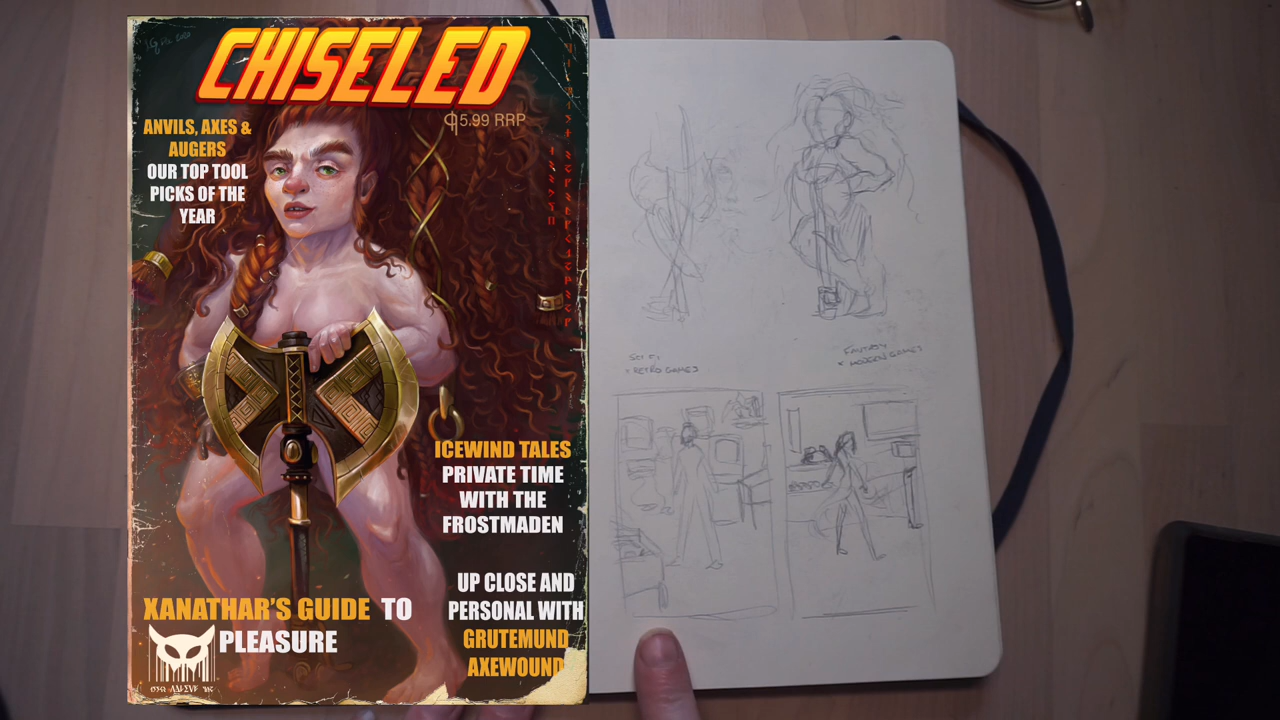 CHISELED
5.99 RRP
ANVILS, AXES &
AUGERS
OUR TOP TOOL
PICKS OF THE
YEAR
ICEWIND TALES
PRIVATE TIME
WITH THE
FROSTMADEN
UP CLOSE AND
PERSONAL WITH
GRUTEMUND
AXEWOUND
XANATHAR'S GUIDE TO
PLEASURE
SCI FI
RETRO GAMES
FANTASY
MODERN GAMES